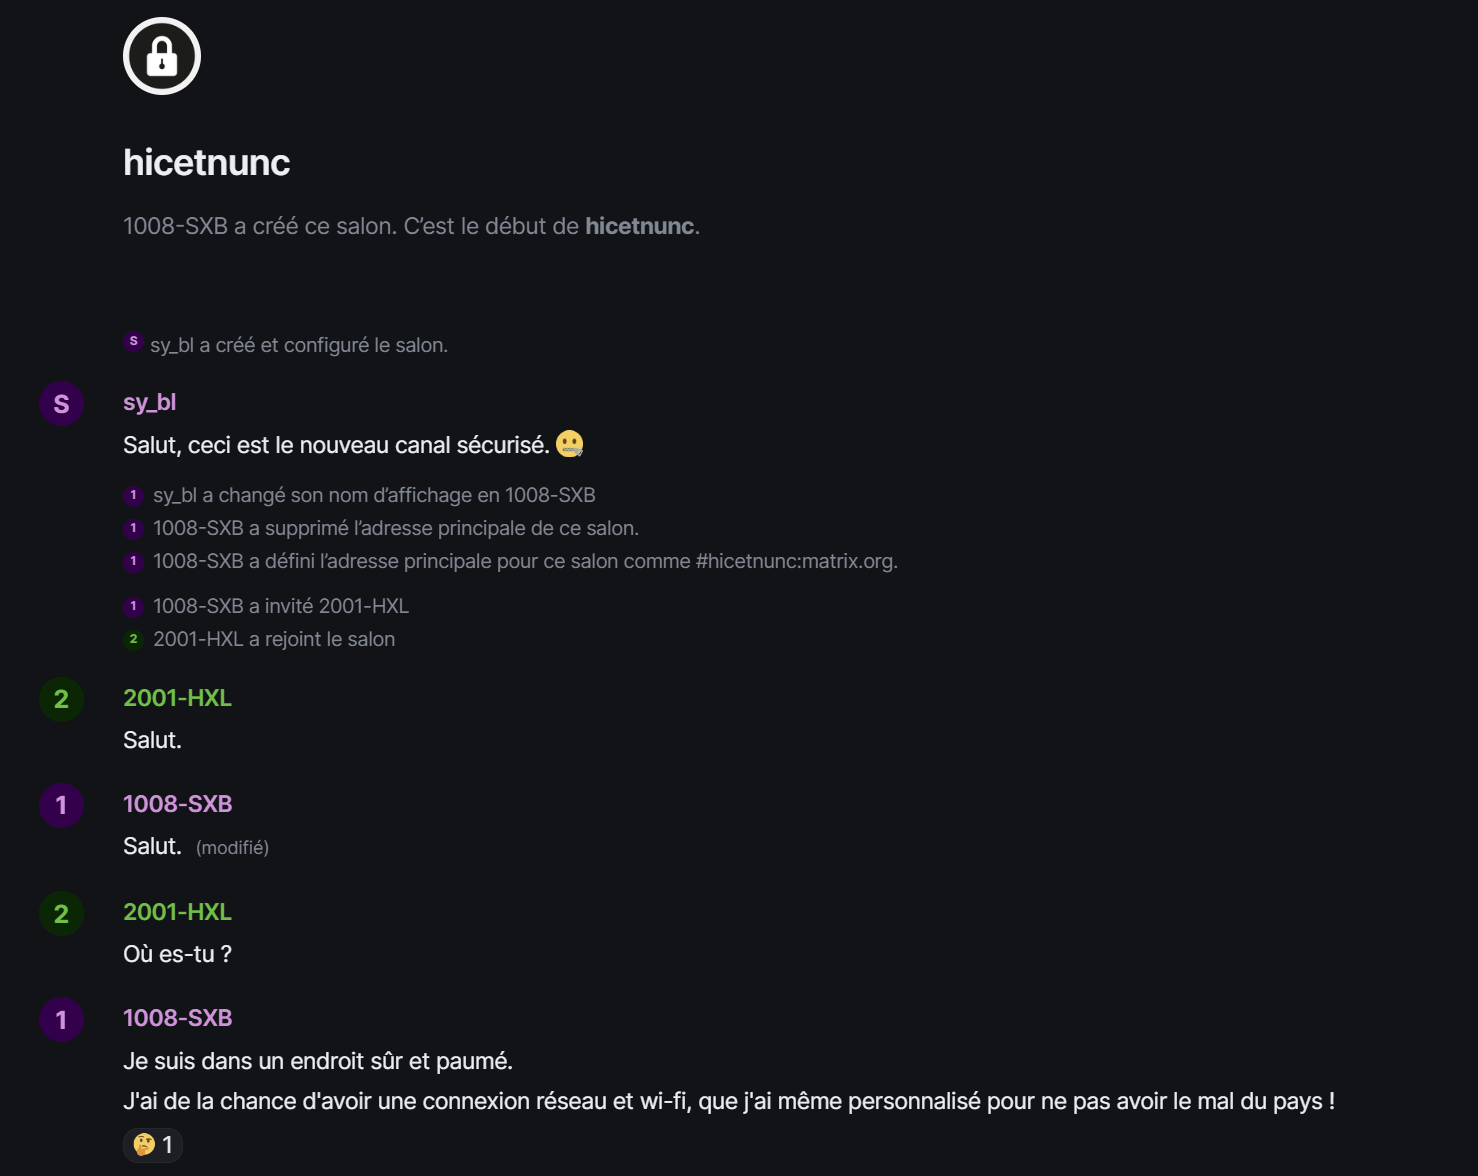 hicetnunc
1008-SXB a créé ce salon. C’est le début de hicetnunc.
S sy_bl a créé et configuré le salon.
S sy_bl
Salut, ceci est le nouveau canal sécurisé. 🤐
1 sy_bl a changé son nom d’affichage en 1008-SXB
1 1008-SXB a supprimé l’adresse principale de ce salon.
1 1008-SXB a défini l’adresse principale pour ce salon comme #hicetnunc:matrix.org.
1 1008-SXB a invité 2001-HXL
2 2001-HXL a rejoint le salon
2 2001-HXL
Salut.
1 1008-SXB
Salut. (modifié)
2 2001-HXL
Où es-tu ?
1 1008-SXB
Je suis dans un endroit sûr et paumé.
J'ai de la chance d'avoir une connexion réseau et wi-fi, que j'ai même personnalisé pour ne pas avoir le mal du pays !
🤔 1